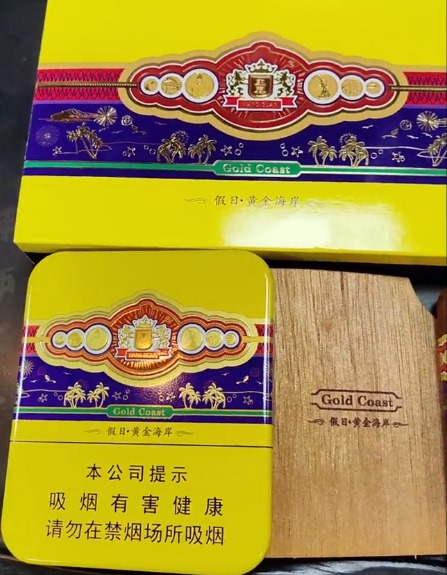 Gold Coast
假日·黄金海岸
Gold Coast
假日·黄金海岸
本公司提示
吸烟有害健康
请勿在禁烟场所吸烟
Gold Coast
假日·黄金海岸